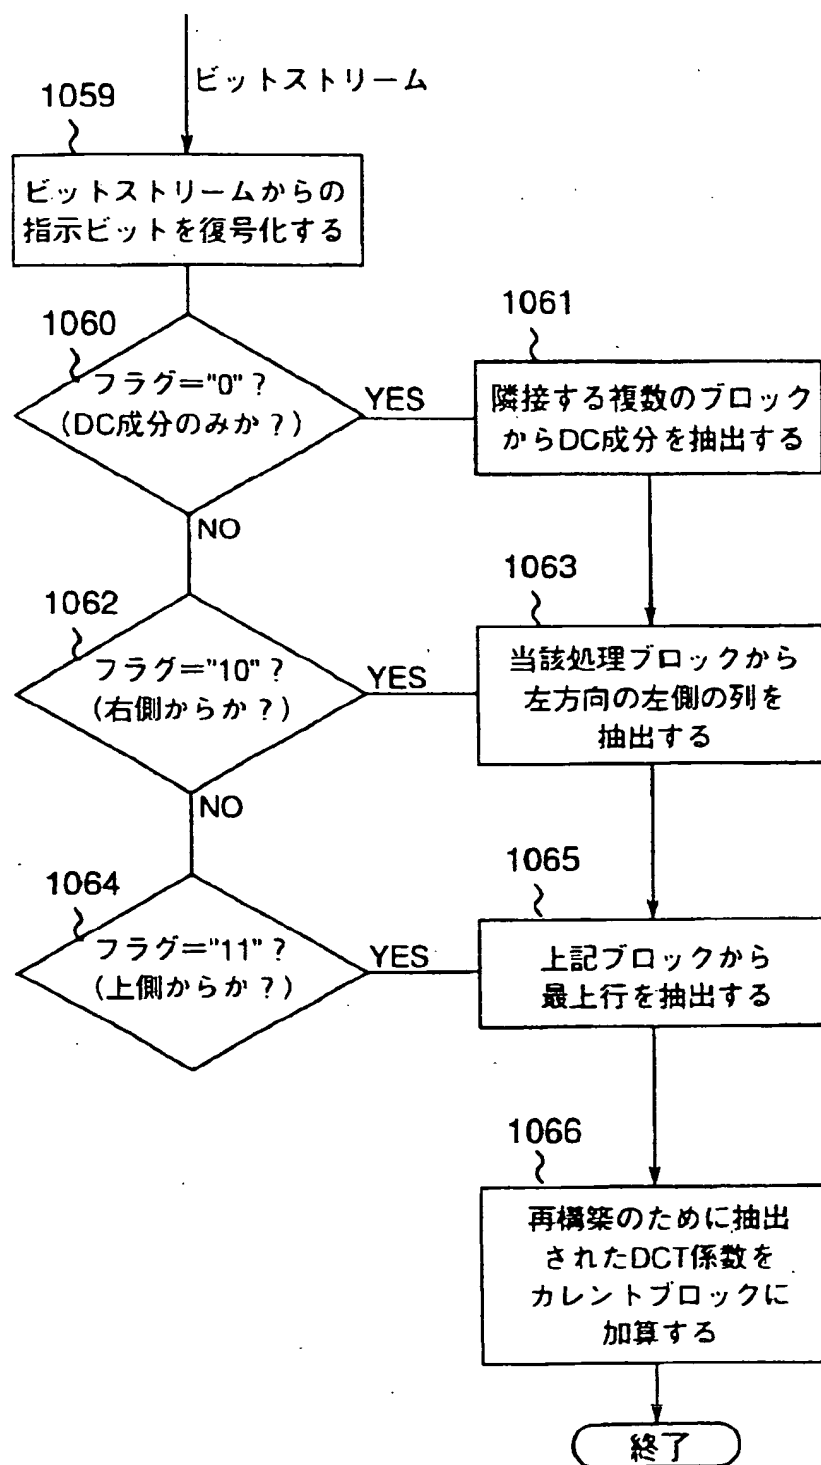 ビットストリーム
1059
ビットストリームからの
指示ビットを復号化する
1060
フラグ="0"?
(DC成分のみか?)
YES
NO
1061
隣接する複数のブロック
からDC成分を抽出する
1062
フラグ="10"?
(右側からか?)
YES
NO
1063
当該処理ブロックから
左方向の左側の列を
抽出する
1064
フラグ="11"?
(上側からか?)
YES
1065
上記ブロックから
最上行を抽出する
1066
再構築のために抽出
されたDCT係数を
カレントブロックに
加算する
終了